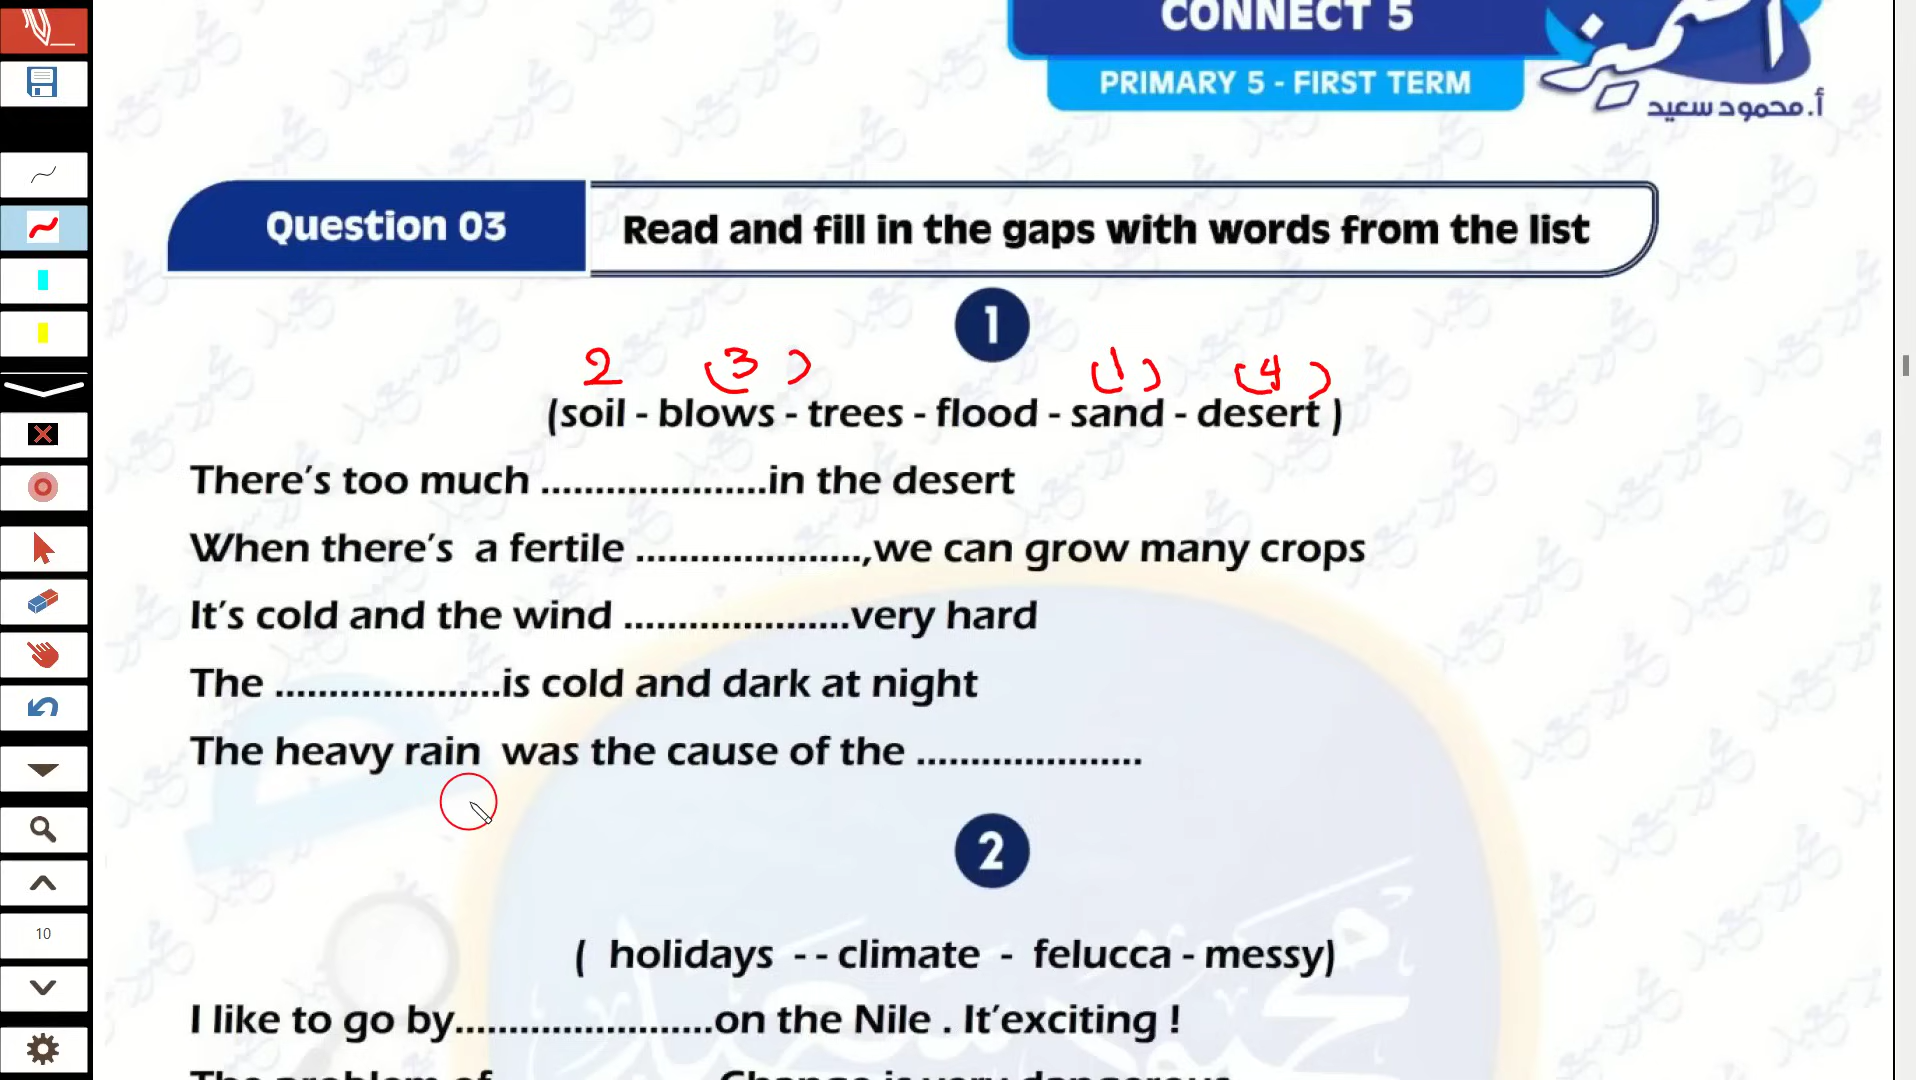 CONNECT 5
PRIMARY 5 - FIRST TERM
أ. محمود سعيد
Question 03
Read and fill in the gaps with words from the list
1
2 (3) (1) (4)
(soil - blows - trees - flood - sand - desert )
There's too much .....................in the desert
When there's a fertile .....................,we can grow many crops
It's cold and the wind .....................very hard
The .....................is cold and dark at night
The heavy rain was the cause of the .....................
2
( holidays -- climate - felucca - messy)
I like to go by........................on the Nile . It'exciting !
10